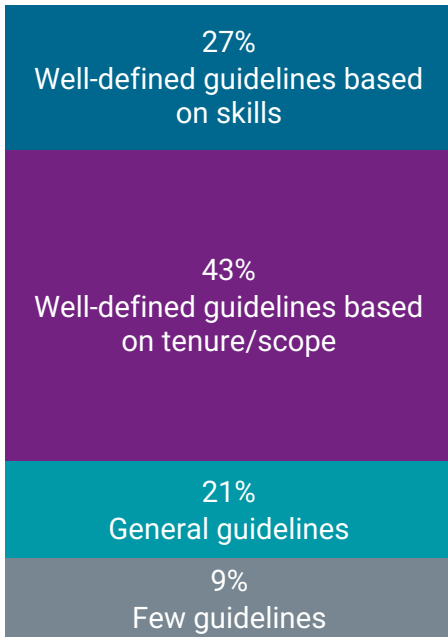 27%
Well-defined guidelines based
on skills
43%
Well-defined guidelines based
on tenure/scope
21%
General guidelines
9%
Few guidelines